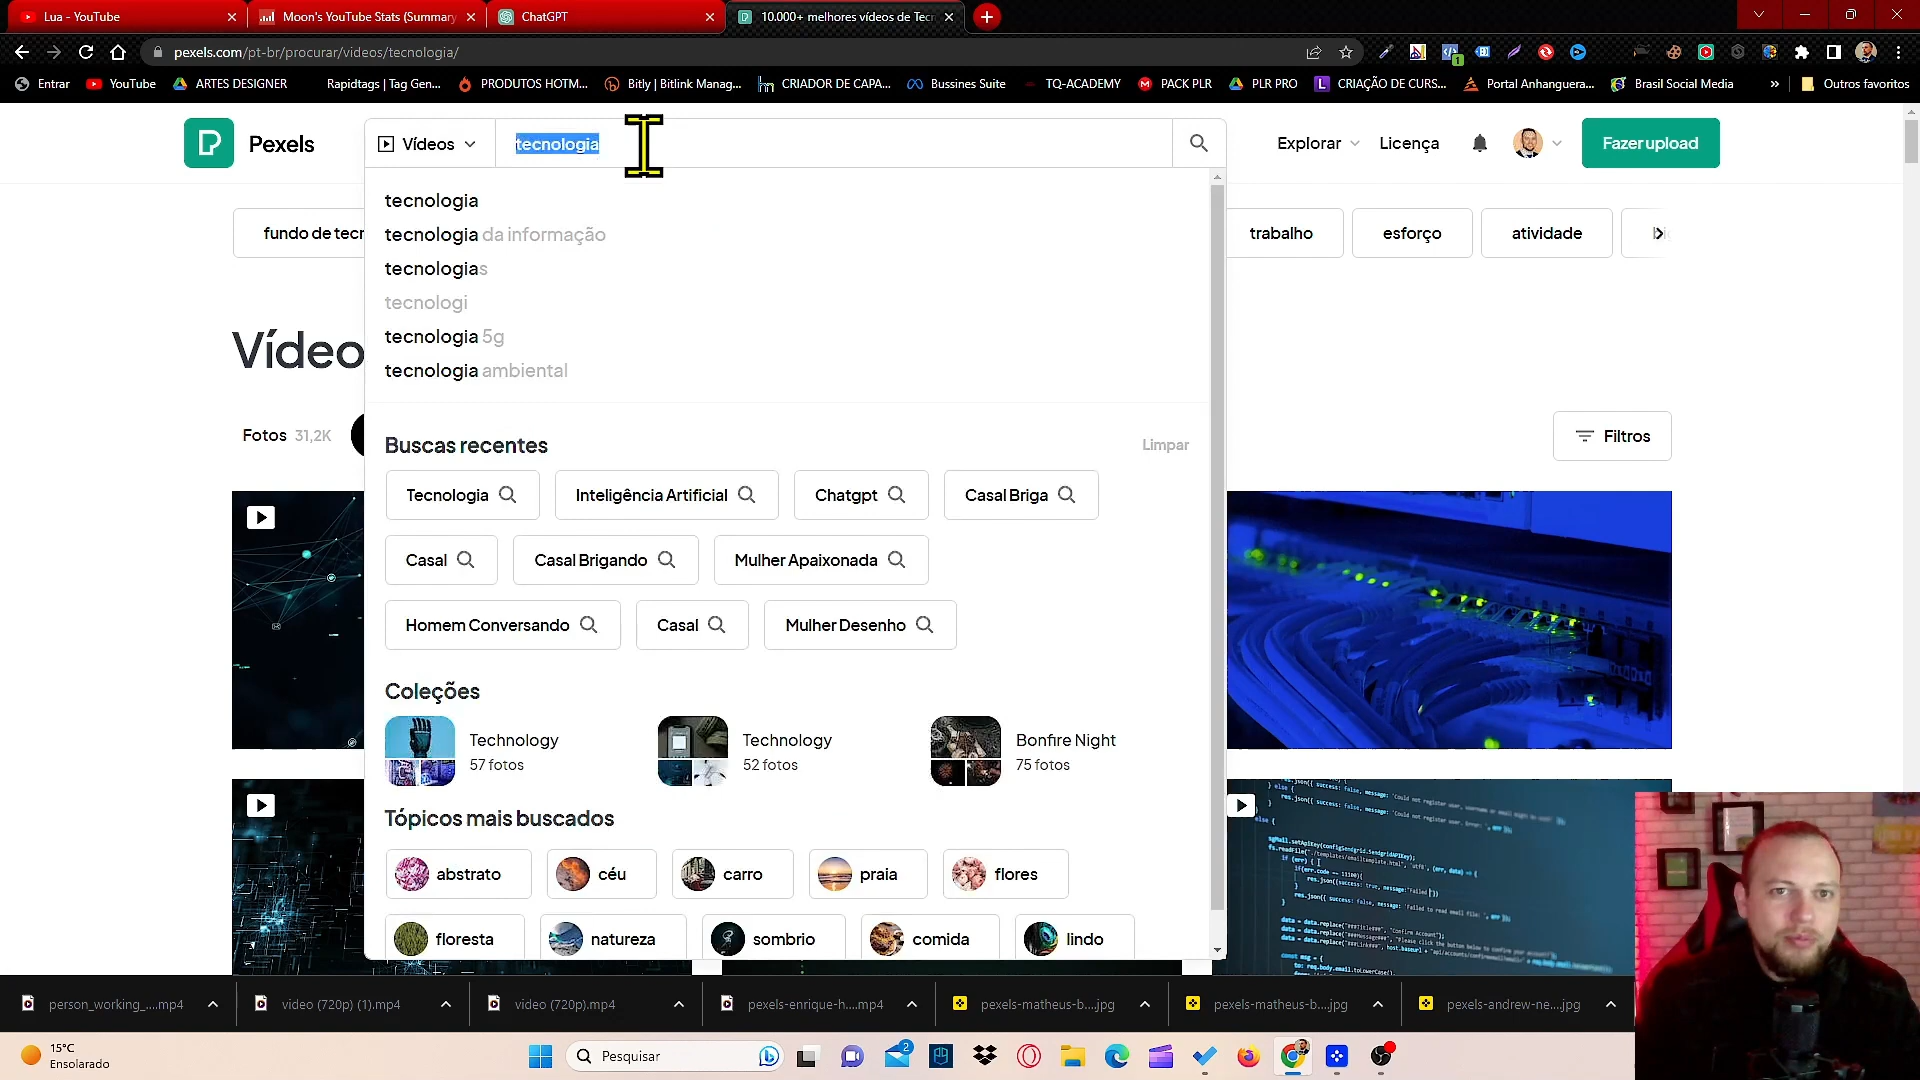 Lua - YouTube
Moon's YouTube Stats (Summary
ChatGPT
10.000+ melhores vídeos de Tecn
pexels.com/pt-br/procurar/videos/tecnologia/
1
Entrar
YouTube
ARTES DESIGNER
Rapidtags | Tag Gen...
PRODUTOS HOTM...
Bitly | Bitlink Manag...
CRIADOR DE CAPA...
Bussines Suite
TQ-ACADEMY
PACK PLR
PLR PRO
CRIAÇÃO DE CURS...
Portal Anhanguera...
Brasil Social Media
»
Outros favoritos
Pexels
Vídeos
tecnologia
Explorar
Licença
Fazer upload
tecnologia
tecnologia da informação
tecnologias
tecnologi
tecnologia 5g
tecnologia ambiental
fundo de tecn
trabalho
esforço
atividade
Vídeo
Fotos 31,2K
Filtros
Buscas recentes
Limpar
Tecnologia
Inteligência Artificial
Chatgpt
Casal Briga
Casal
Casal Brigando
Mulher Apaixonada
Homem Conversando
Casal
Mulher Desenho
Coleções
Technology
57 fotos
Technology
52 fotos
Bonfire Night
75 fotos
Tópicos mais buscados
abstrato
céu
carro
praia
flores
floresta
natureza
sombrio
comida
lindo
person_working_....mp4
video (720p) (1).mp4
video (720p).mp4
pexels-enrique-h....mp4
pexels-matheus-b....jpg
pexels-matheus-b....jpg
pexels-andrew-ne....jpg
15°C
Ensolarado
Pesquisar
2